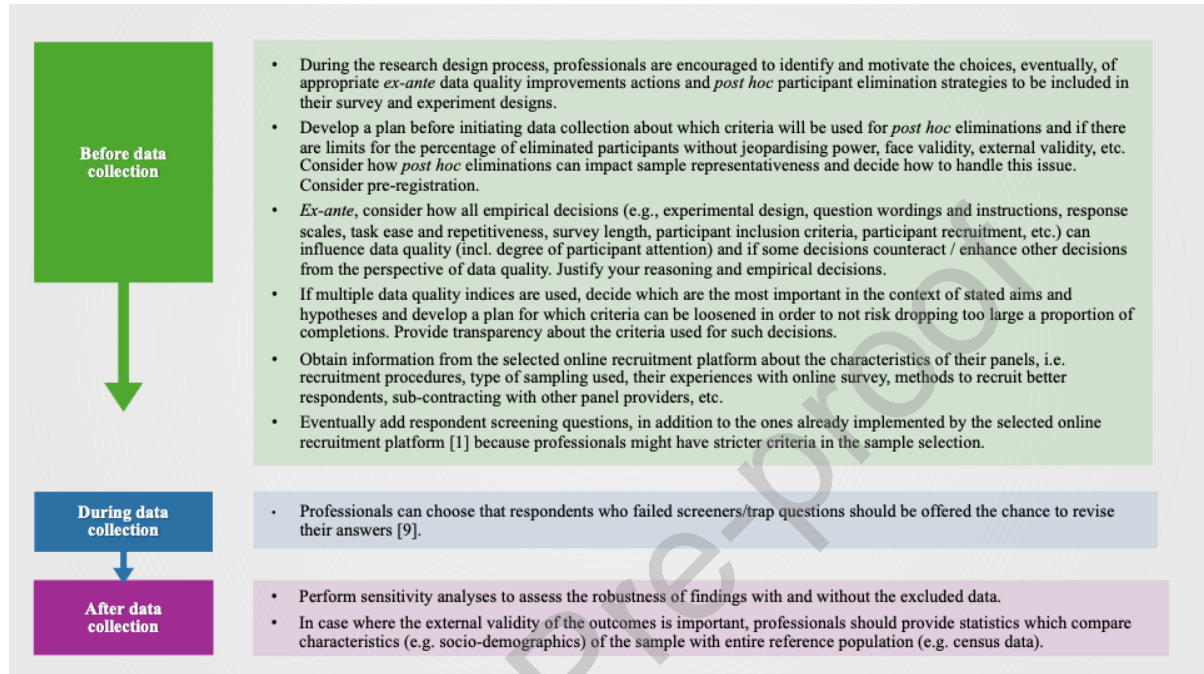 Before data
collection
• During the research design process, professionals are encouraged to identify and motivate the choices, eventually, of
appropriate ex-ante data quality improvements actions and post hoc participant elimination strategies to be included in
their survey and experiment designs.
• Develop a plan before initiating data collection about which criteria will be used for post hoc eliminations and if there
are limits for the percentage of eliminated participants without jeopardising power, face validity, external validity, etc.
Consider how post hoc eliminations can impact sample representativeness and decide how to handle this issue.
Consider pre-registration.
• Ex-ante, consider how all empirical decisions (e.g., experimental design, question wordings and instructions, response
scales, task ease and repetitiveness, survey length, participant inclusion criteria, participant recruitment, etc.) can
influence data quality (incl. degree of participant attention) and if some decisions counteract / enhance other decisions
from the perspective of data quality. Justify your reasoning and empirical decisions.
• If multiple data quality indices are used, decide which are the most important in the context of stated aims and
hypotheses and develop a plan for which criteria can be loosened in order to not risk dropping too large a proportion of
completions. Provide transparency about the criteria used for such decisions.
• Obtain information from the selected online recruitment platform about the characteristics of their panels, i.e.
recruitment procedures, type of sampling used, their experiences with online survey, methods to recruit better
respondents, sub-contracting with other panel providers, etc.
• Eventually add respondent screening questions, in addition to the ones already implemented by the selected online
recruitment platform [1] because professionals might have stricter criteria in the sample selection.
During data
collection
• Professionals can choose that respondents who failed screeners/trap questions should be offered the chance to revise
their answers [9].
After data
collection
• Perform sensitivity analyses to assess the robustness of findings with and without the excluded data.
• In case where the external validity of the outcomes is important, professionals should provide statistics which compare
characteristics (e.g. socio-demographics) of the sample with entire reference population (e.g. census data).
Pre-proof